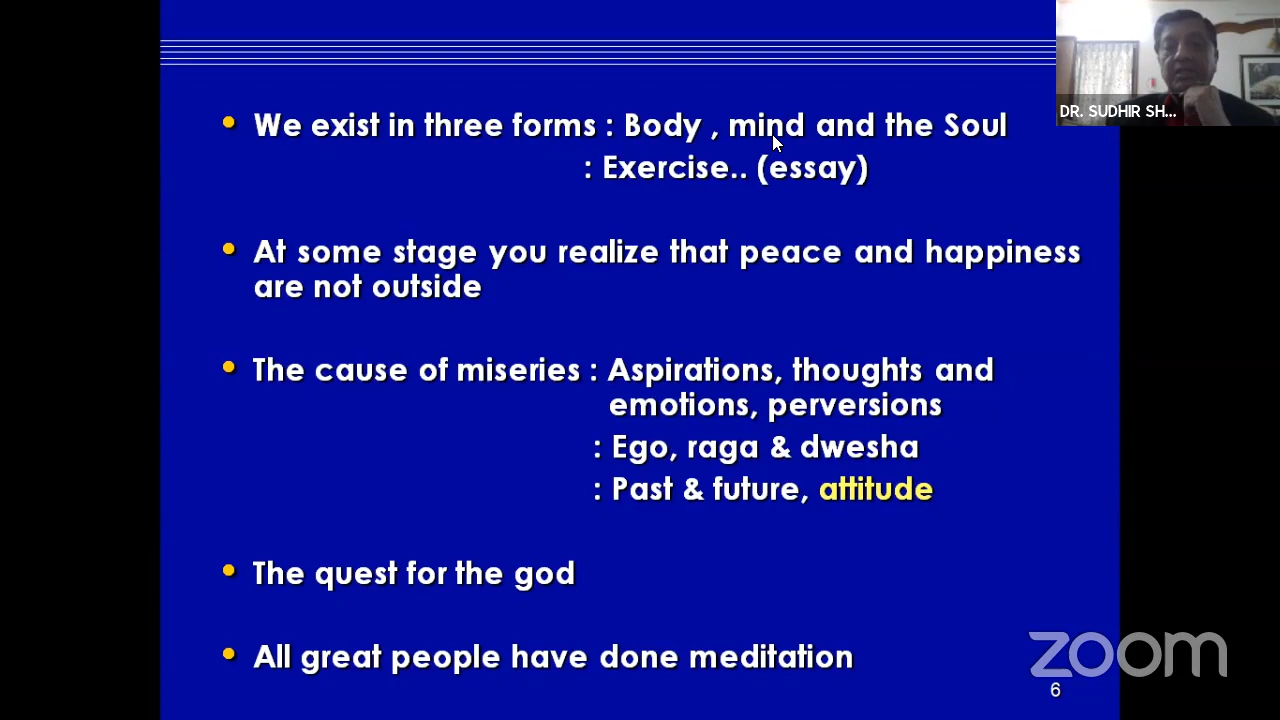 DR. SUDHIR SH...
We exist in three forms : Body , mind and the Soul
: Exercise.. (essay)
At some stage you realize that peace and happiness
are not outside
The cause of miseries : Aspirations, thoughts and
emotions, perversions
: Ego, raga & dwesha
: Past & future, attitude
The quest for the god
All great people have done meditation
zoom
6